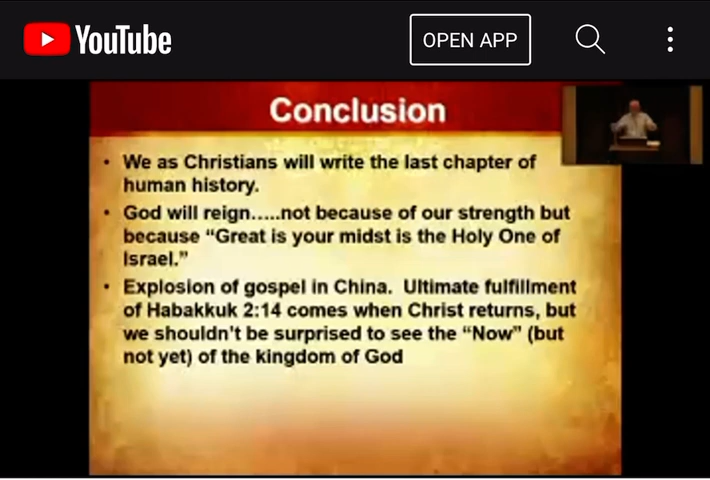 YouTube
OPEN APP
Conclusion
• We as Christians will write the last chapter of
human history.
• God will reign…..not because of our strength but
because “Great is your midst is the Holy One of
Israel.”
• Explosion of gospel in China.  Ultimate fulfillment
of Habakkuk 2:14 comes when Christ returns, but
we shouldn't be surprised to see the “Now” (but
not yet) of the kingdom of God